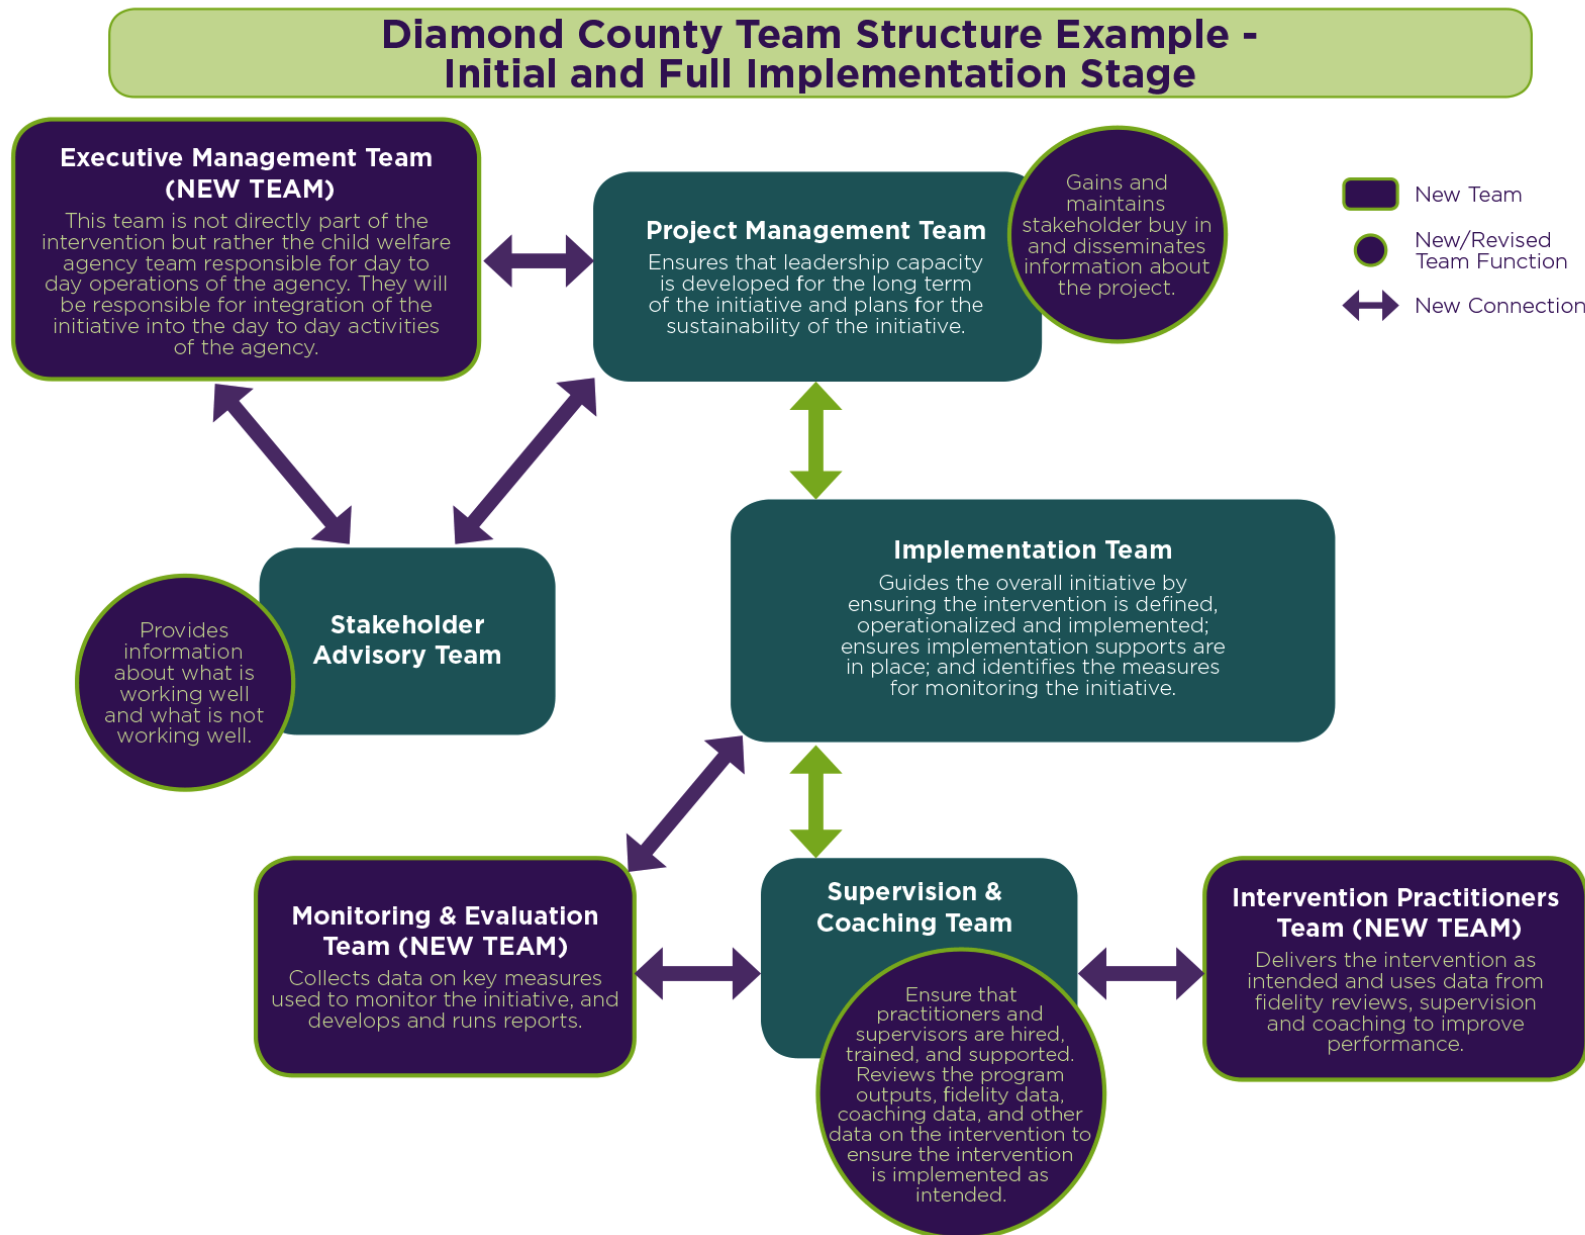 Diamond County Team Structure Example -
Initial and Full Implementation Stage
Executive Management Team
(NEW TEAM)
This team is not directly part of the
intervention but rather the child welfare
agency team responsible for day to
day operations of the agency. They will
be responsible for integration of the
initiative into the day to day activities
of the agency.
Project Management Team
Ensures that leadership capacity
is developed for the long term
of the initiative and plans for the
sustainability of the initiative.
Gains and
maintains
stakeholder buy in
and disseminates
information about
the project.
New Team
New/Revised
Team Function
New Connection
Stakeholder
Advisory Team
Provides
information
about what is
working well
and what is not
working well.
Implementation Team
Guides the overall initiative by
ensuring the intervention is defined,
operationalized and implemented;
ensures implementation supports are
in place; and identifies the measures
for monitoring the initiative.
Monitoring & Evaluation
Team (NEW TEAM)
Collects data on key measures
used to monitor the initiative, and
develops and runs reports.
Supervision &
Coaching Team
Ensure that
practitioners and
supervisors are hired,
trained, and supported.
Reviews the program
outputs, fidelity data,
coaching data, and other
data on the intervention to
ensure the intervention
is implemented as
intended.
Intervention Practitioners
Team (NEW TEAM)
Delivers the intervention as
intended and uses data from
fidelity reviews, supervision
and coaching to improve
performance.